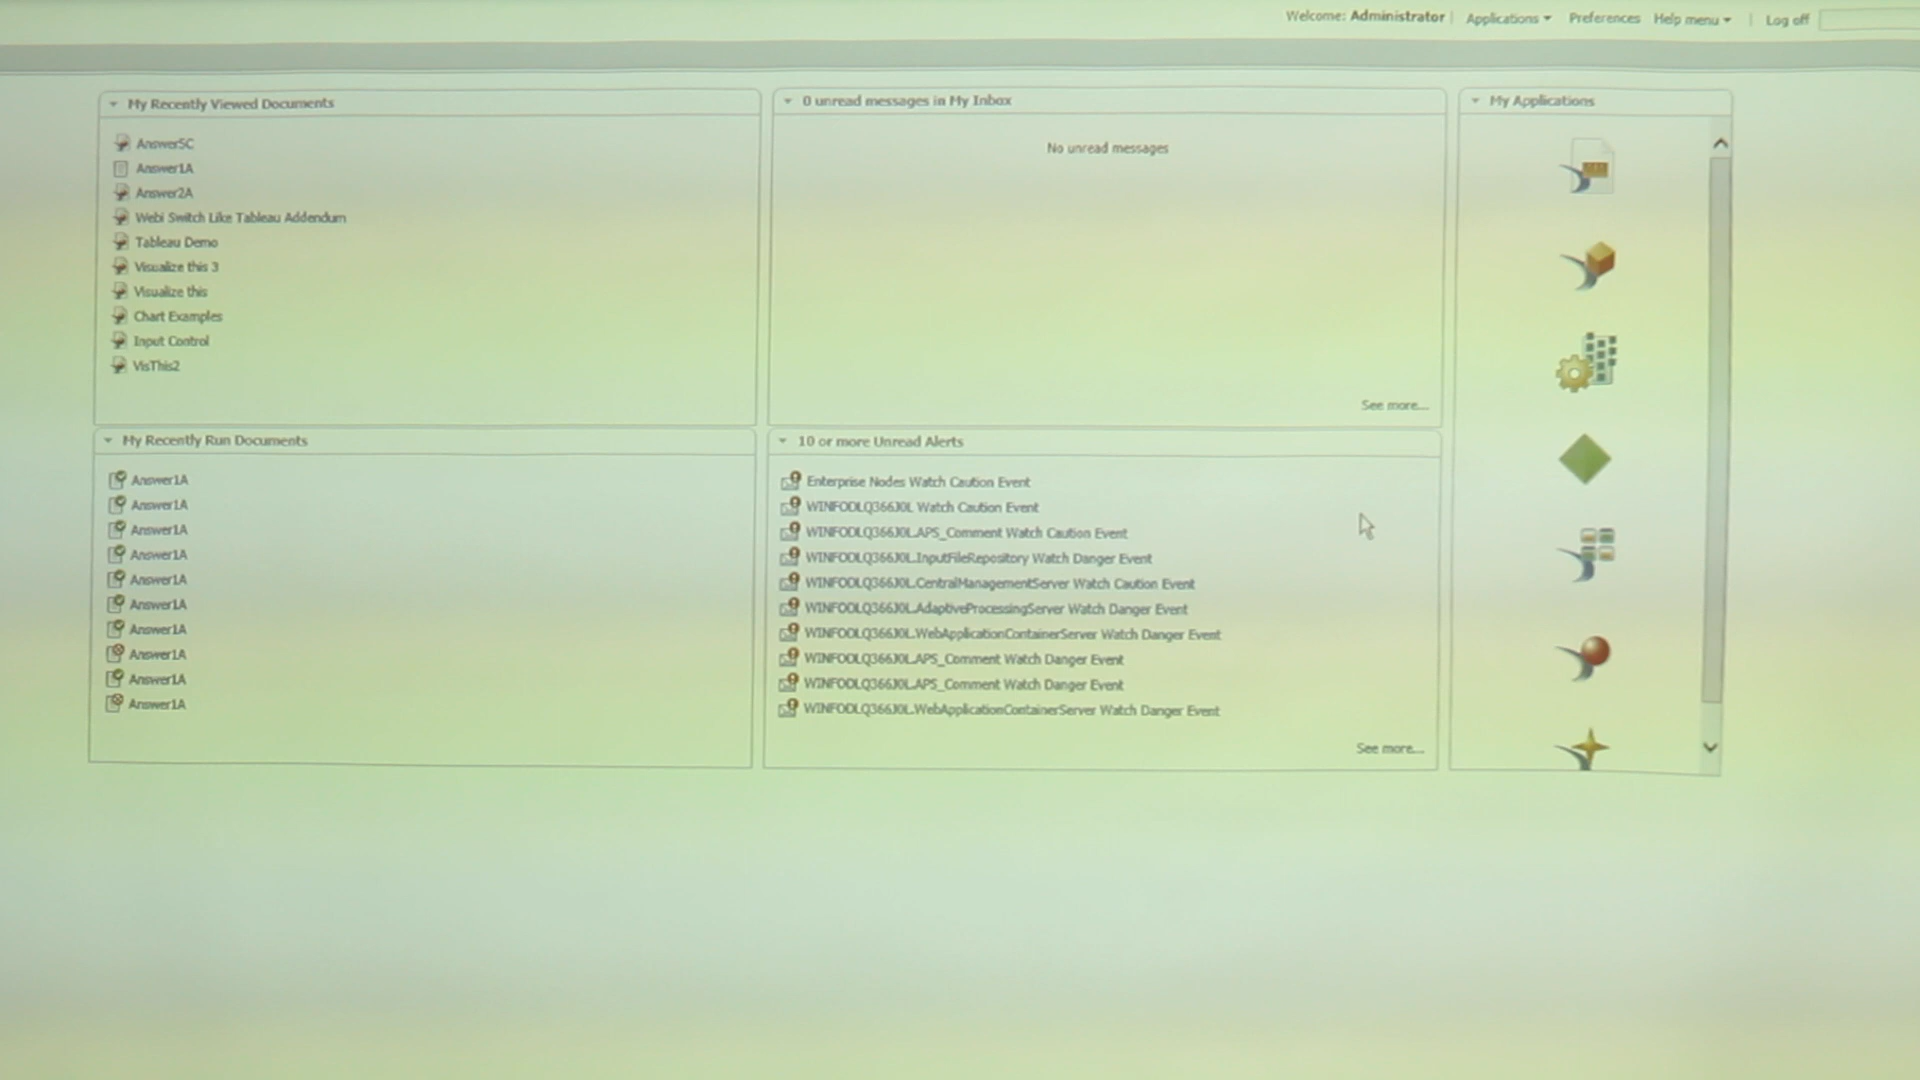 Welcome: Administrator | Applications Preferences Help menu | Log off
My Recently Viewed Documents
Answer5C
Answer1A
Answer2A
Webi Switch Like Tableau Addendum
Tableau Demo
Visualize this 3
Visualize this
Chart Examples
Input Control
VisThis2
0 unread messages in My Inbox
No unread messages
See more...
My Applications
My Recently Run Documents
Answer1A
Answer1A
Answer1A
Answer1A
Answer1A
Answer1A
Answer1A
Answer1A
Answer1A
Answer1A
10 or more Unread Alerts
Enterprise Nodes Watch Caution Event
WINFODLQ366J0L Watch Caution Event
WINFODLQ366J0L.APS_Comment Watch Caution Event
WINFODLQ366J0L.InputFileRepository Watch Danger Event
WINFODLQ366J0L.CentralManagementServer Watch Caution Event
WINFODLQ366J0L.AdaptiveProcessingServer Watch Danger Event
WINFODLQ366J0L.WebApplicationContainerServer Watch Danger Event
WINFODLQ366J0L.APS_Comment Watch Danger Event
WINFODLQ366J0L.APS_Comment Watch Danger Event
WINFODLQ366J0L.WebApplicationContainerServer Watch Danger Event
See more...